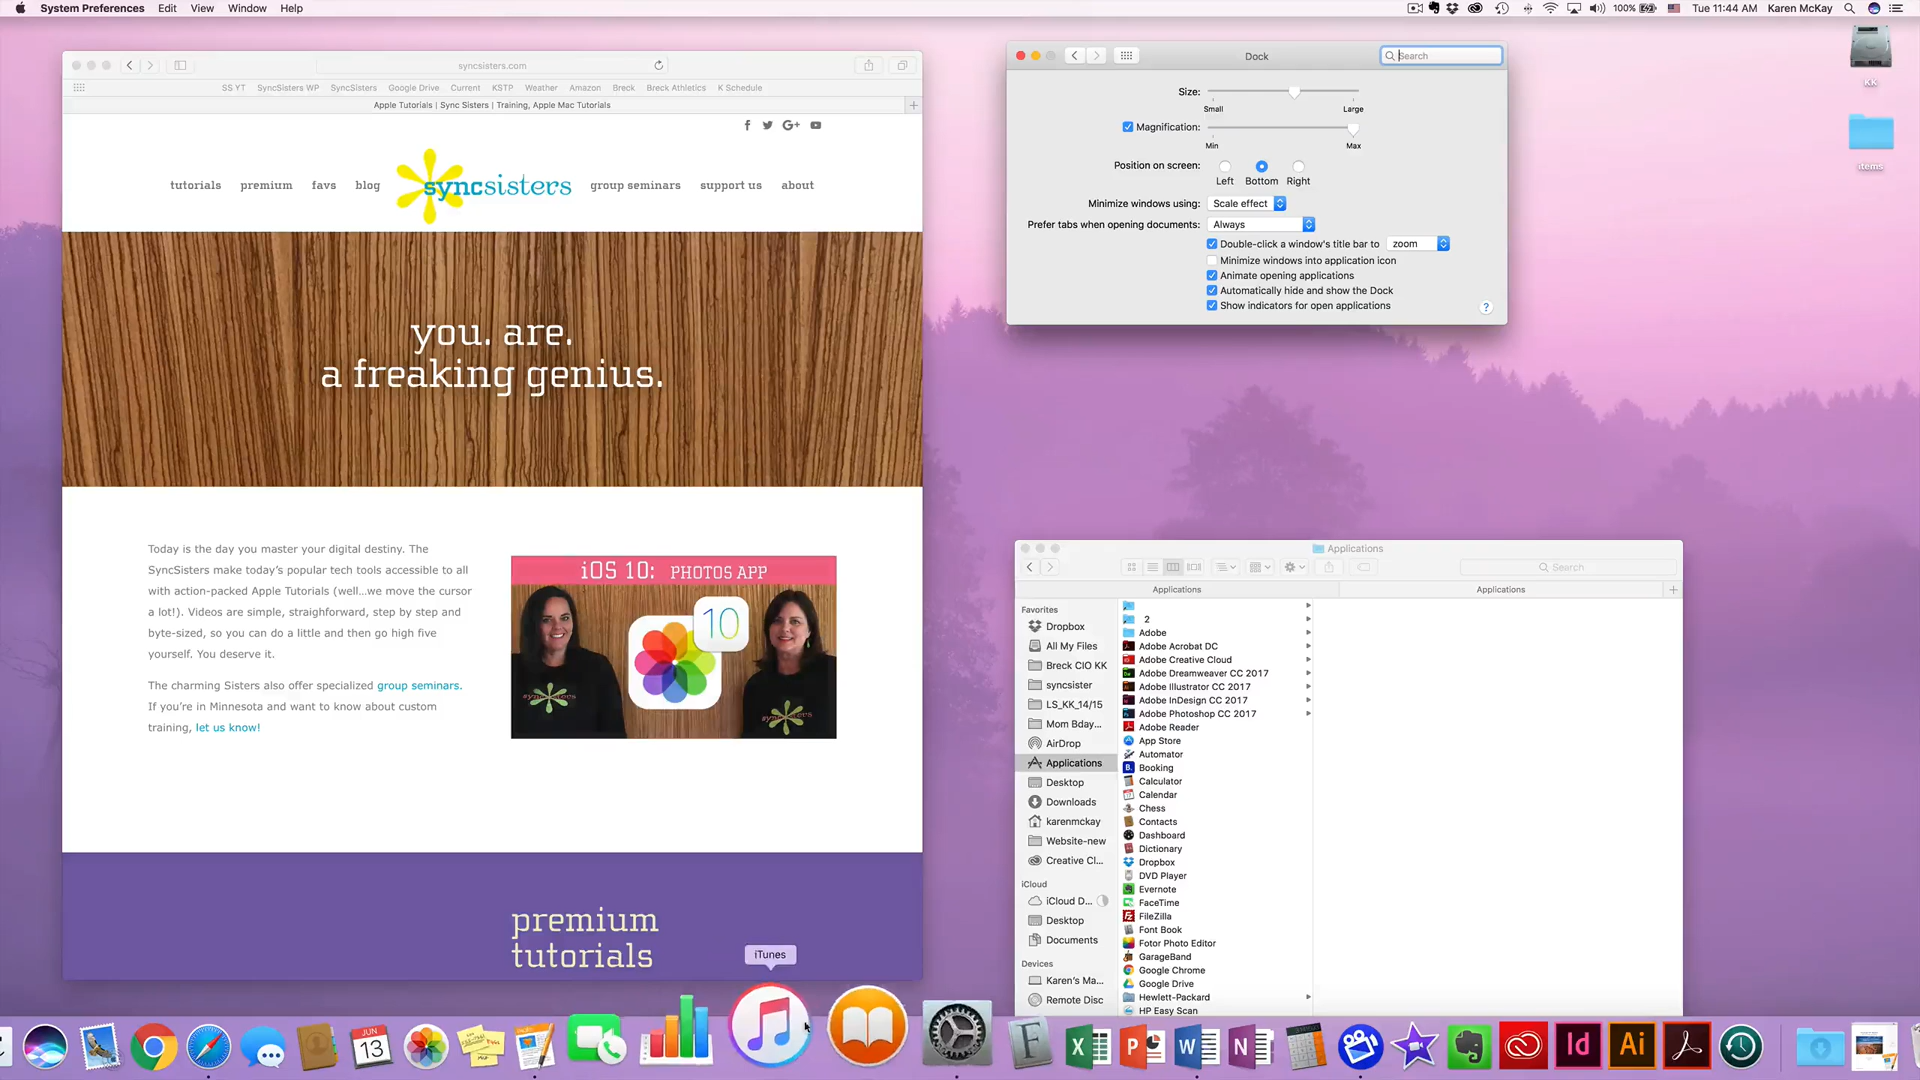 System Preferences Edit View Window Help
100% Tue 11:44 AM Karen McKay
syncsisters.com
SS YT SyncSisters WP SyncSisters Google Drive Current KSTP Weather Amazon Breck Breck Athletics K Schedule
Apple Tutorials | Sync Sisters | Training, Apple Mac Tutorials
tutorials premium favs blog syncsisters group seminars support us about
you. are.
a freaking genius.
Today is the day you master your digital destiny. The
SyncSisters make today's popular tech tools accessible to all
with action-packed Apple Tutorials (well...we move the cursor
a lot!). Videos are simple, straighforward, step by step and
byte-sized, so you can do a little and then go high five
yourself. You deserve it.
The charming Sisters also offer specialized group seminars.
If you're in Minnesota and want to know about custom
training, let us know!
iOS 10: PHOTOS APP
10
premium
tutorials
iTunes
Dock
Search
Size:
Small Large
Magnification:
Min Max
Position on screen:
Left Bottom Right
Minimize windows using: Scale effect
Prefer tabs when opening documents: Always
Double-click a window's title bar to zoom
Minimize windows into application icon
Animate opening applications
Automatically hide and show the Dock
Show indicators for open applications
?
KK
items
Applications
Search
Applications Applications
Favorites
Dropbox
All My Files
Breck CIO KK
syncsister
LS_KK_14/15
Mom Bday...
AirDrop
Applications
Desktop
Downloads
karenmckay
Website-new
Creative Cl...
iCloud
iCloud D...
Desktop
Documents
Devices
Karen's Ma...
Remote Disc
2
Adobe
Adobe Acrobat DC
Adobe Creative Cloud
Adobe Dreamweaver CC 2017
Adobe Illustrator CC 2017
Adobe InDesign CC 2017
Adobe Photoshop CC 2017
Adobe Reader
App Store
Automator
Booking
Calculator
Calendar
Chess
Contacts
Dashboard
Dictionary
Dropbox
DVD Player
Evernote
FaceTime
FileZilla
Font Book
Fotor Photo Editor
GarageBand
Google Chrome
Google Drive
Hewlett-Packard
HP Easy Scan
JUN
13
F X P W N Id Ai